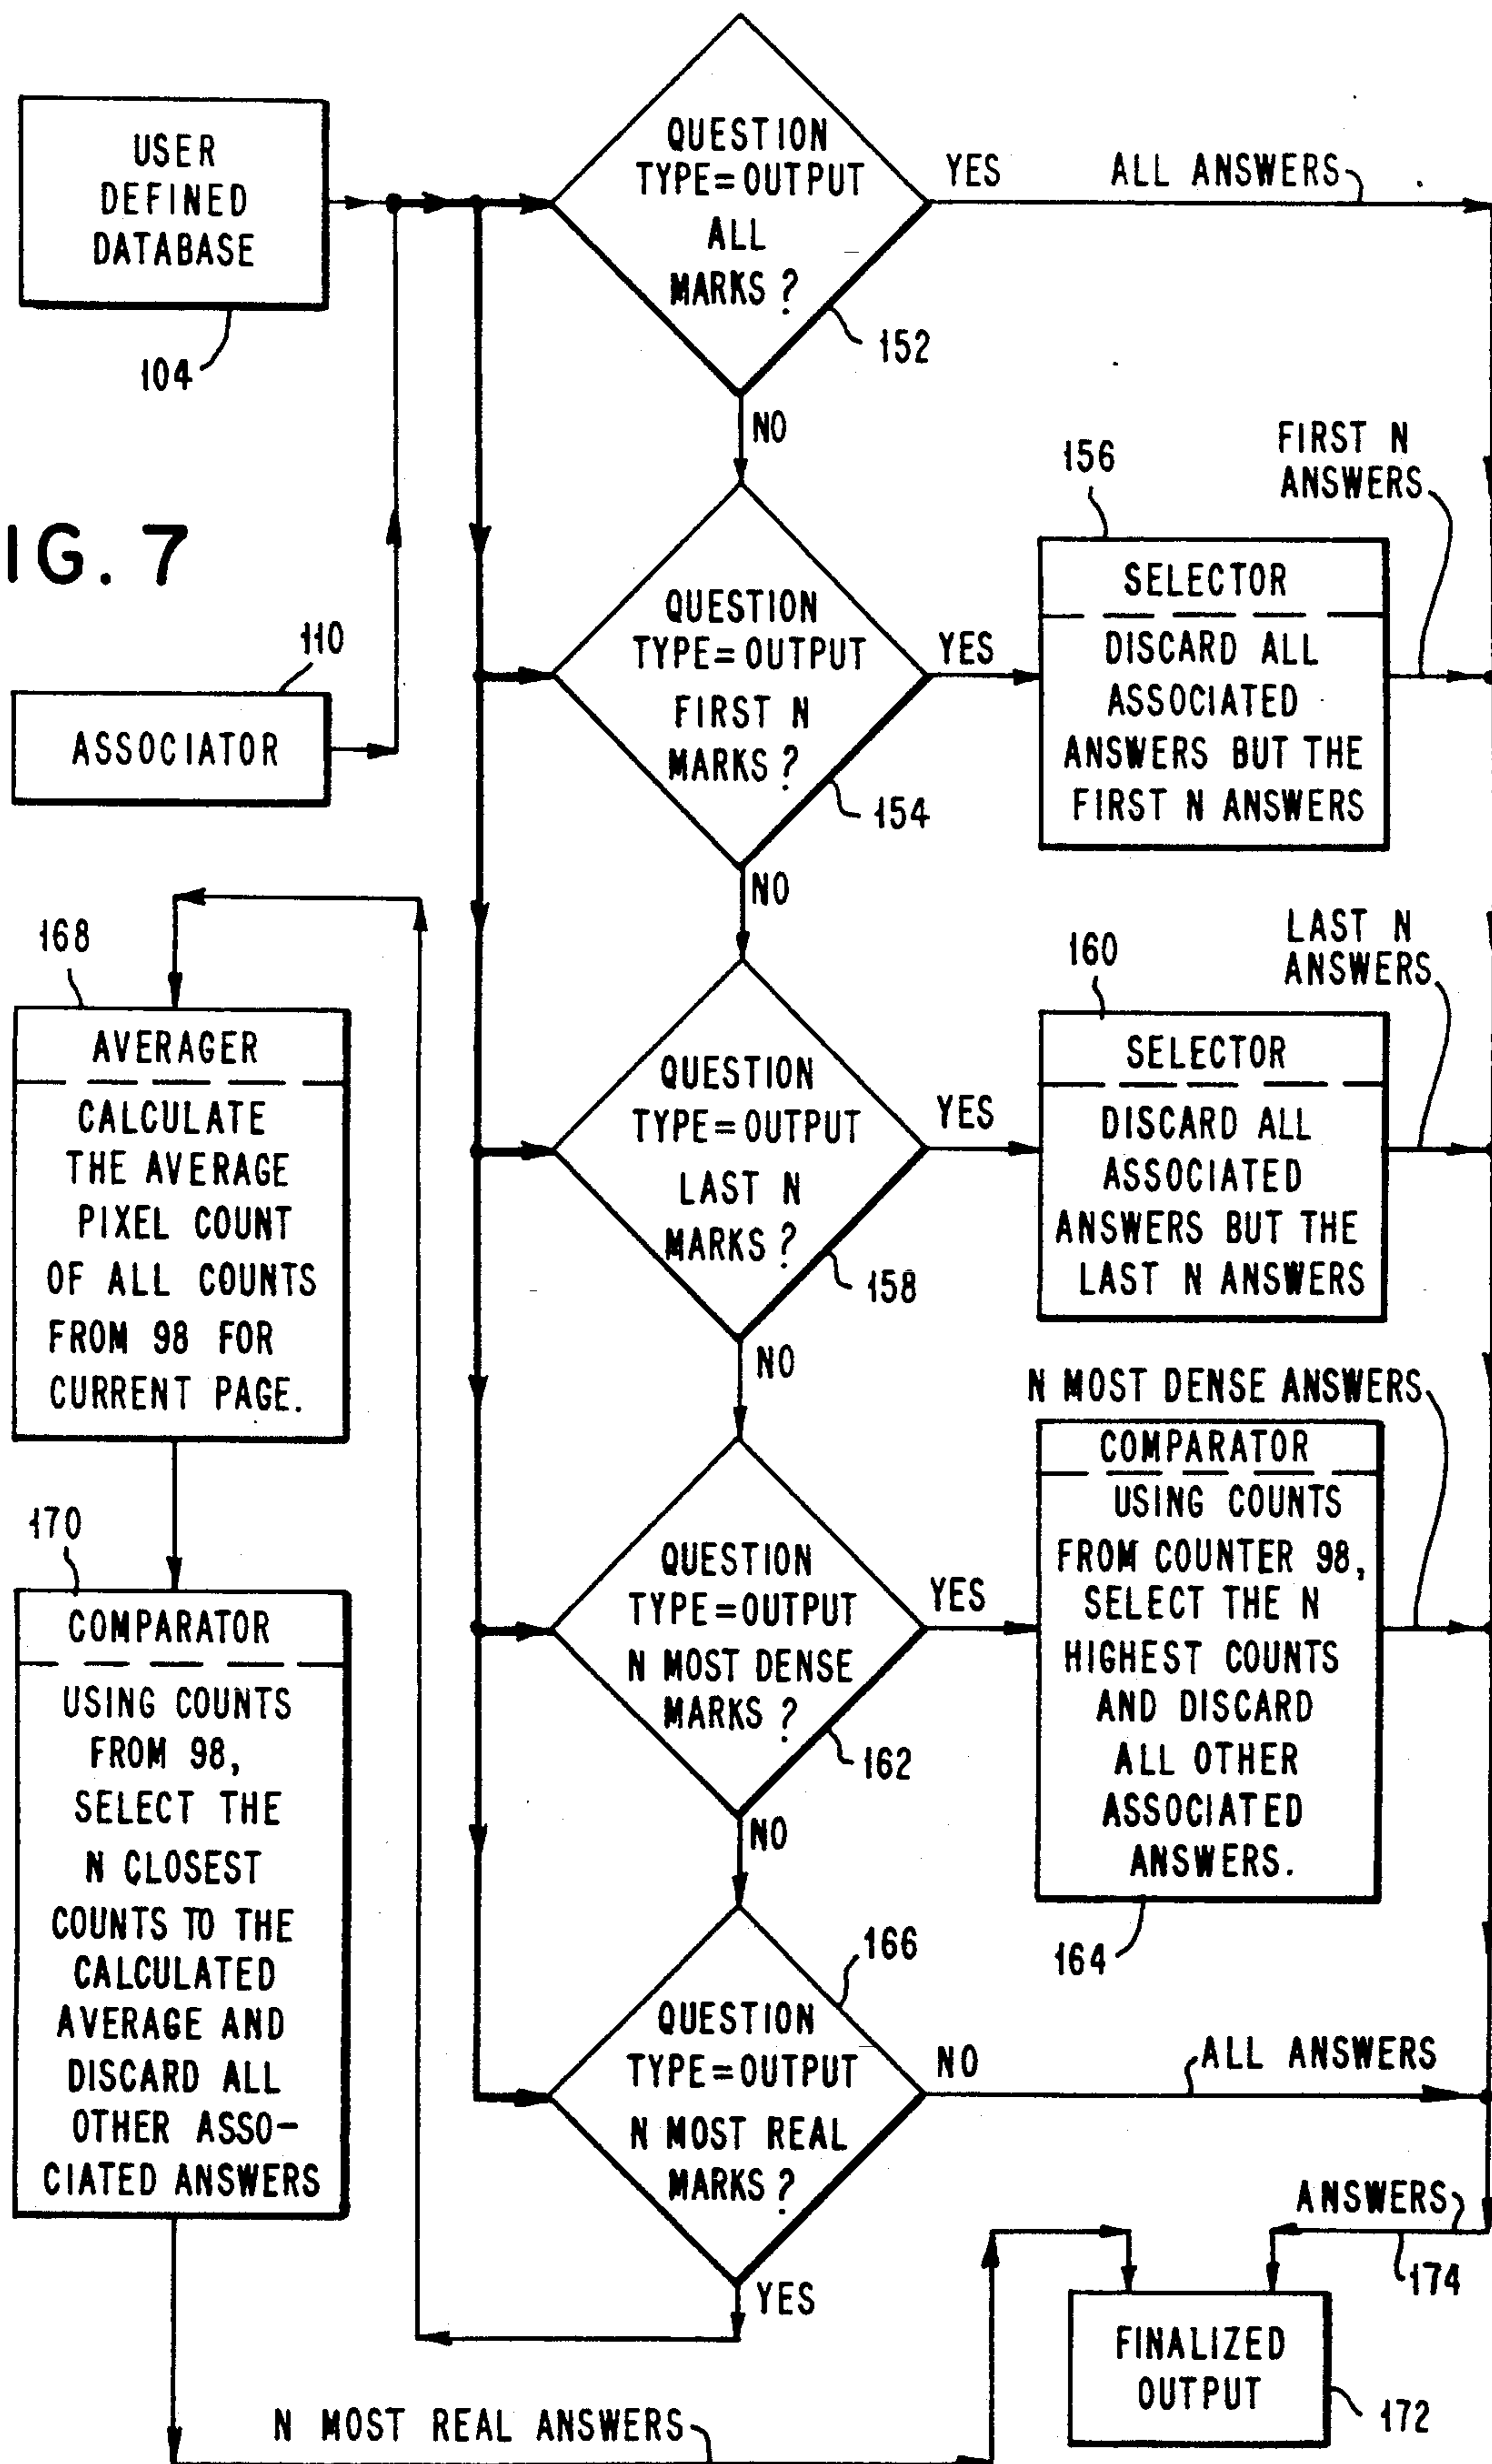 USER
DEFINED
DATABASE
104
QUESTION
TYPE=OUTPUT
ALL
MARKS?
152
YES
ALL ANSWERS
NO
IG. 7
110
ASSOCIATOR
QUESTION
TYPE=OUTPUT
FIRST N
MARKS?
154
YES
156
SELECTOR
DISCARD ALL
ASSOCIATED
ANSWERS BUT THE
FIRST N ANSWERS
FIRST N
ANSWERS
NO
168
AVERAGER
CALCULATE
THE AVERAGE
PIXEL COUNT
OF ALL COUNTS
FROM 98 FOR
CURRENT PAGE.
QUESTION
TYPE=OUTPUT
LAST N
MARKS?
158
YES
160
SELECTOR
DISCARD ALL
ASSOCIATED
ANSWERS BUT THE
LAST N ANSWERS
LAST N
ANSWERS
NO
170
COMPARATOR
USING COUNTS
FROM 98,
SELECT THE
N CLOSEST
COUNTS TO THE
CALCULATED
AVERAGE AND
DISCARD ALL
OTHER ASSO-
CIATED ANSWERS
QUESTION
TYPE=OUTPUT
N MOST DENSE
MARKS?
162
YES
N MOST DENSE ANSWERS
COMPARATOR
USING COUNTS
FROM COUNTER 98,
SELECT THE N
HIGHEST COUNTS
AND DISCARD
ALL OTHER
ASSOCIATED
ANSWERS.
164
NO
166
QUESTION
TYPE=OUTPUT
N MOST REAL
MARKS?
NO
ALL ANSWERS
YES
ANSWERS
174
FINALIZED
OUTPUT
172
N MOST REAL ANSWERS